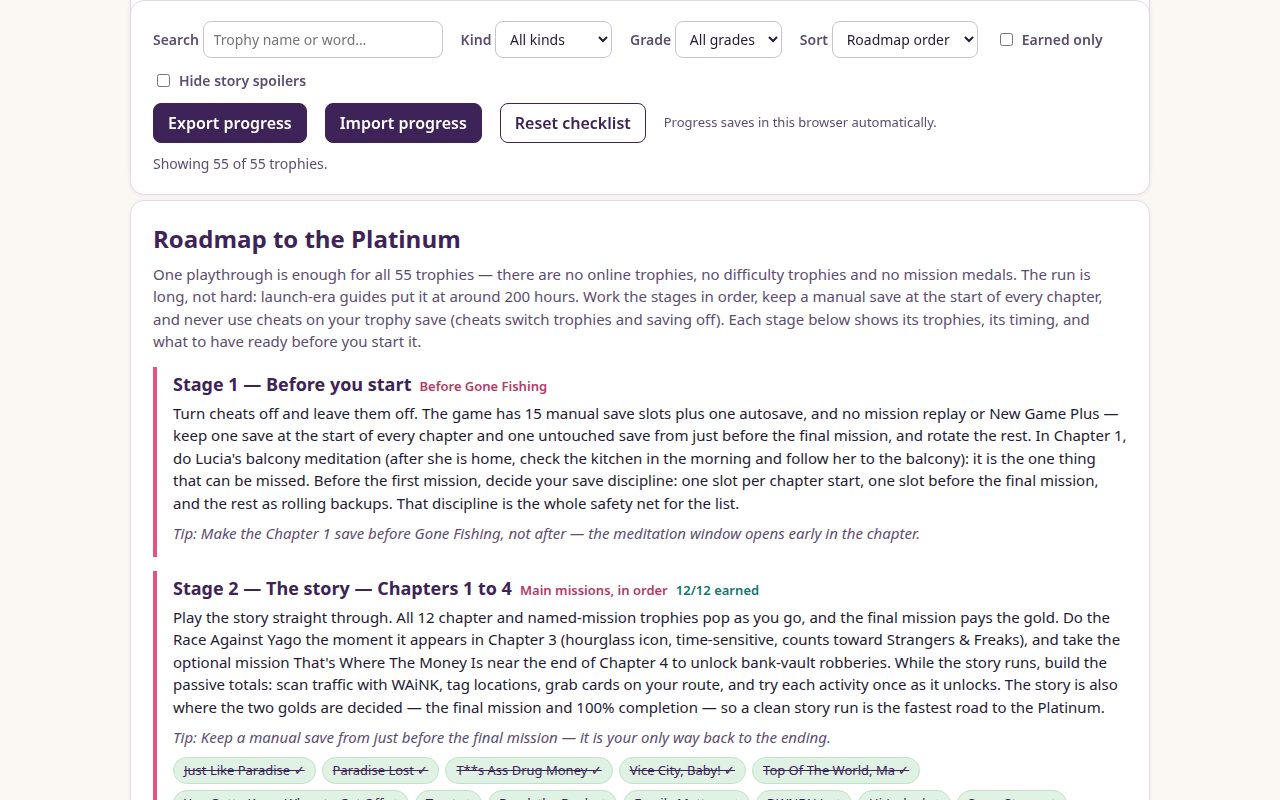 Search Trophy name or word... Kind All kinds Grade All grades Sort Roadmap order Earned only
Hide story spoilers
Export progress Import progress Reset checklist Progress saves in this browser automatically.
Showing 55 of 55 trophies.
Roadmap to the Platinum
One playthrough is enough for all 55 trophies — there are no online trophies, no difficulty trophies and no mission medals. The run is
long, not hard: launch-era guides put it at around 200 hours. Work the stages in order, keep a manual save at the start of every chapter,
and never use cheats on your trophy save (cheats switch trophies and saving off). Each stage below shows its trophies, its timing, and
what to have ready before you start it.
Stage 1 — Before you start Before Gone Fishing
Turn cheats off and leave them off. The game has 15 manual save slots plus one autosave, and no mission replay or New Game Plus —
keep one save at the start of every chapter and one untouched save from just before the final mission, and rotate the rest. In Chapter 1,
do Lucia's balcony meditation (after she is home, check the kitchen in the morning and follow her to the balcony): it is the one thing
that can be missed. Before the first mission, decide your save discipline: one slot per chapter start, one slot before the final mission,
and the rest as rolling backups. That discipline is the whole safety net for the list.
Tip: Make the Chapter 1 save before Gone Fishing, not after — the meditation window opens early in the chapter.
Stage 2 — The story — Chapters 1 to 4 Main missions, in order 12/12 earned
Play the story straight through. All 12 chapter and named-mission trophies pop as you go, and the final mission pays the gold. Do the
Race Against Yago the moment it appears in Chapter 3 (hourglass icon, time-sensitive, counts toward Strangers & Freaks), and take the
optional mission That's Where The Money Is near the end of Chapter 4 to unlock bank-vault robberies. While the story runs, build the
passive totals: scan traffic with WAiNK, tag locations, grab cards on your route, and try each activity once as it unlocks. The story is also
where the two golds are decided — the final mission and 100% completion — so a clean story run is the fastest road to the Platinum.
Tip: Keep a manual save from just before the final mission — it is your only way back to the ending.
Just Like Paradise ✓ Paradise Lost ✓ T**s Ass Drug Money ✓ Vice City, Baby! ✓ Top Of The World, Ma ✓